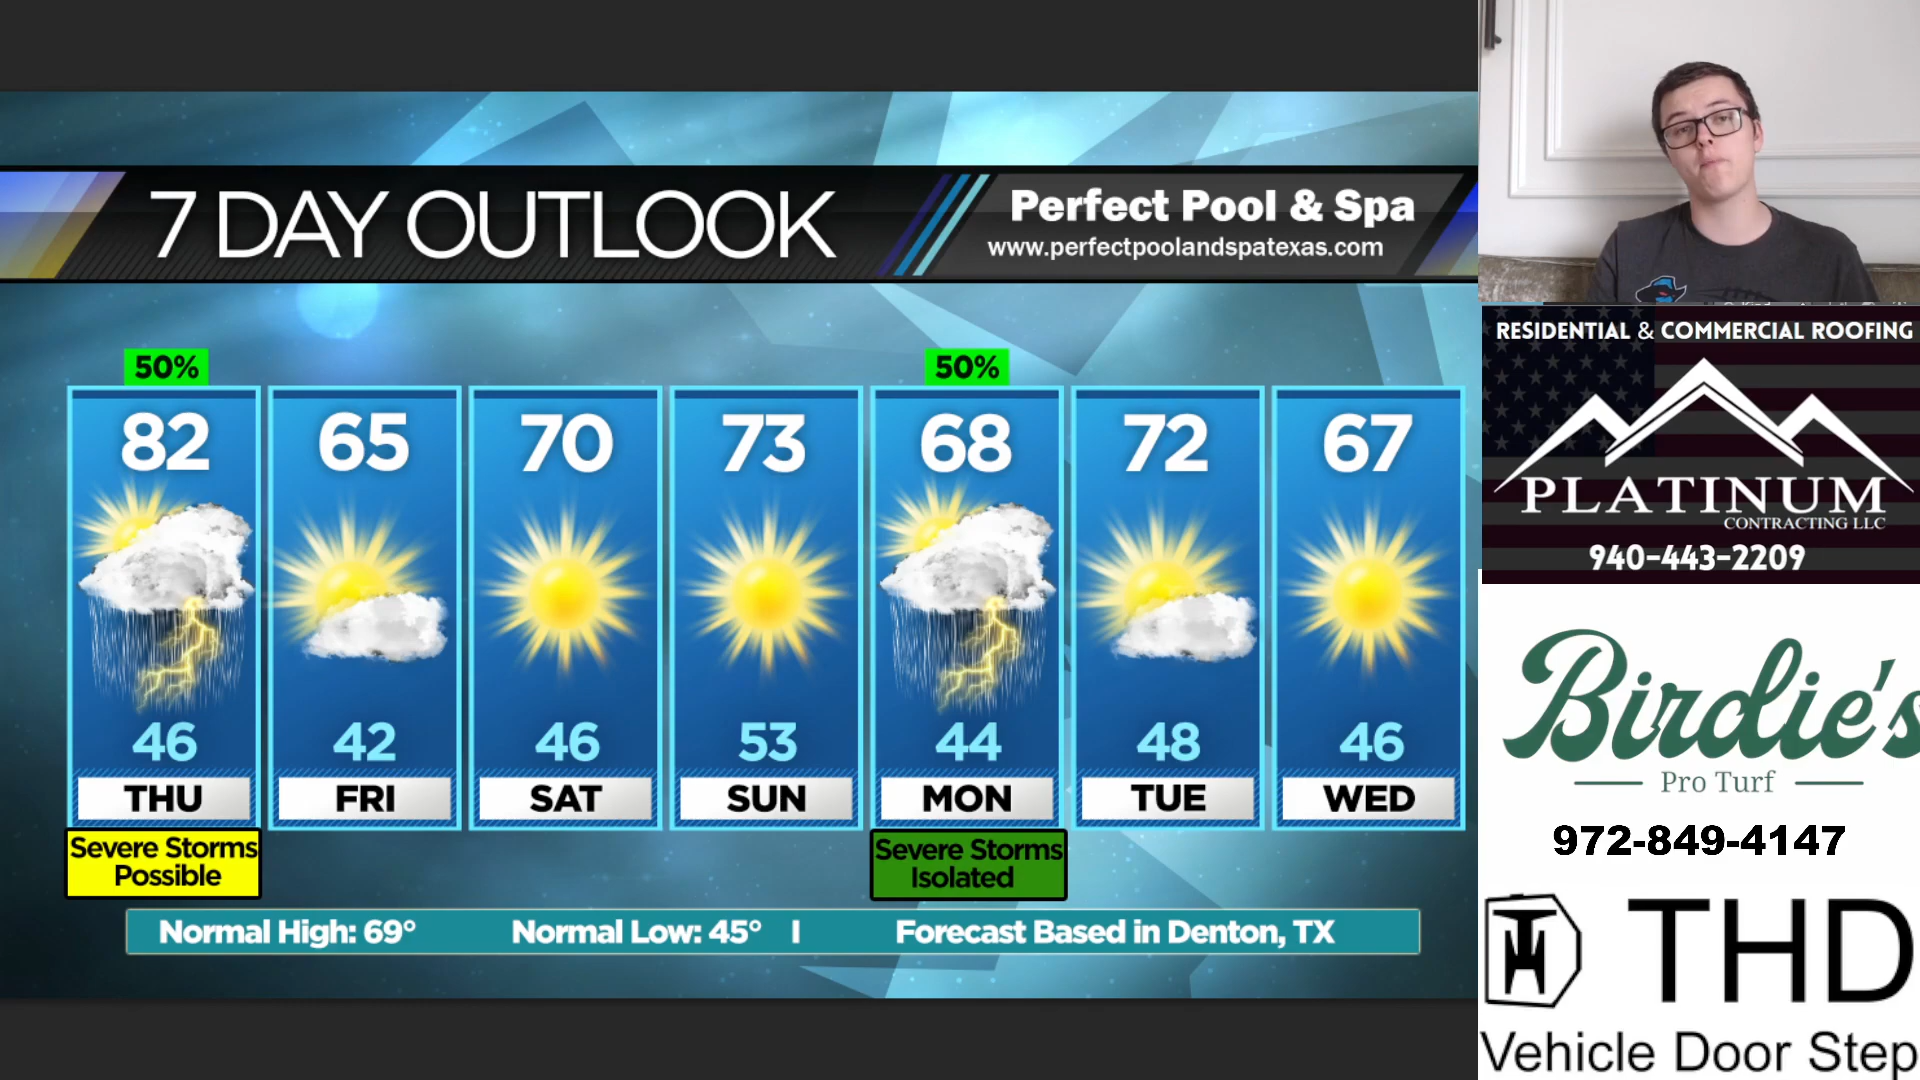 7 DAY OUTLOOK
Perfect Pool & Spa
www.perfectpoolandspatexas.com
50%
50%
82
65
70
73
68
72
67
46
42
46
53
44
48
46
THU
FRI
SAT
SUN
MON
TUE
WED
Severe Storms
Possible
Severe Storms
Isolated
Normal High: 69°
Normal Low: 45° |
Forecast Based in Denton, TX
RESIDENTIAL & COMMERCIAL ROOFING
PLATINUM
CONTRACTING LLC
940-443-2209
Birdie's
Pro Turf
972-849-4147
THD
Vehicle Door Step